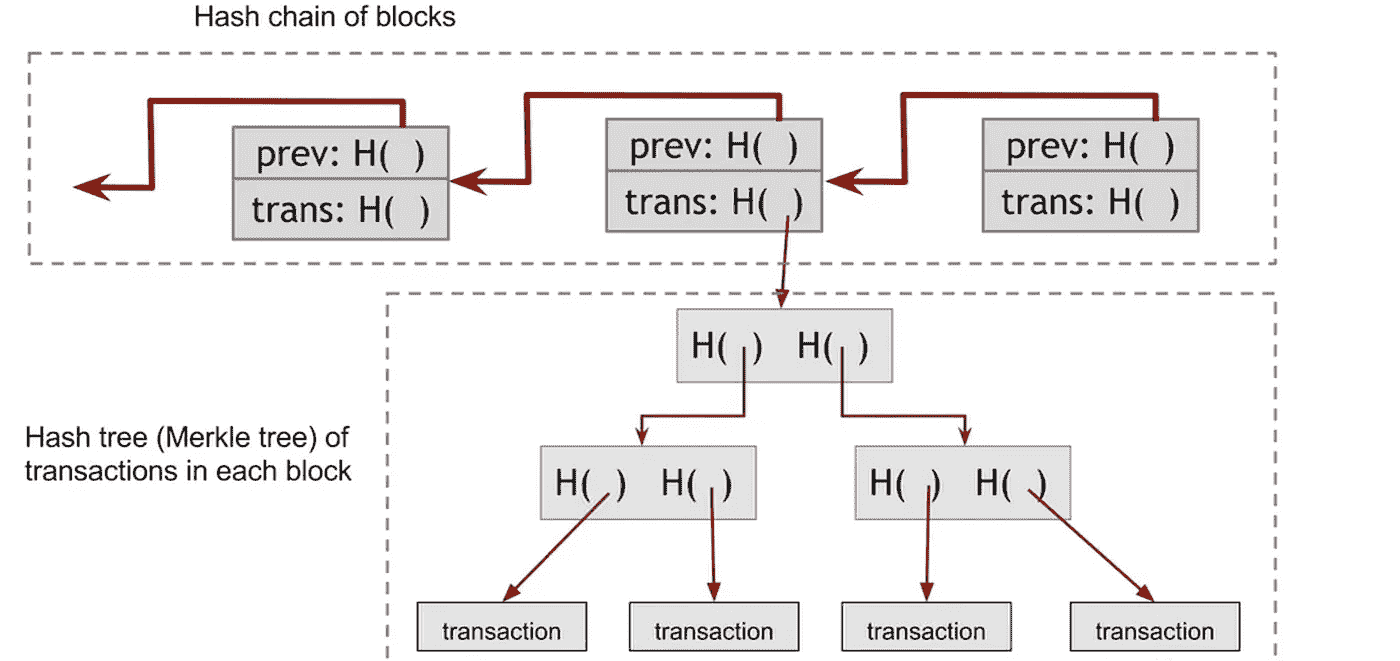 Hash chain of blocks
prev: H( )
trans: H( )
prev: H( )
trans: H( )
prev: H( )
trans: H( )
H( ) H( )
Hash tree (Merkle tree) of
transactions in each block
H( ) H( )
H( ) H( )
transaction
transaction
transaction
transaction